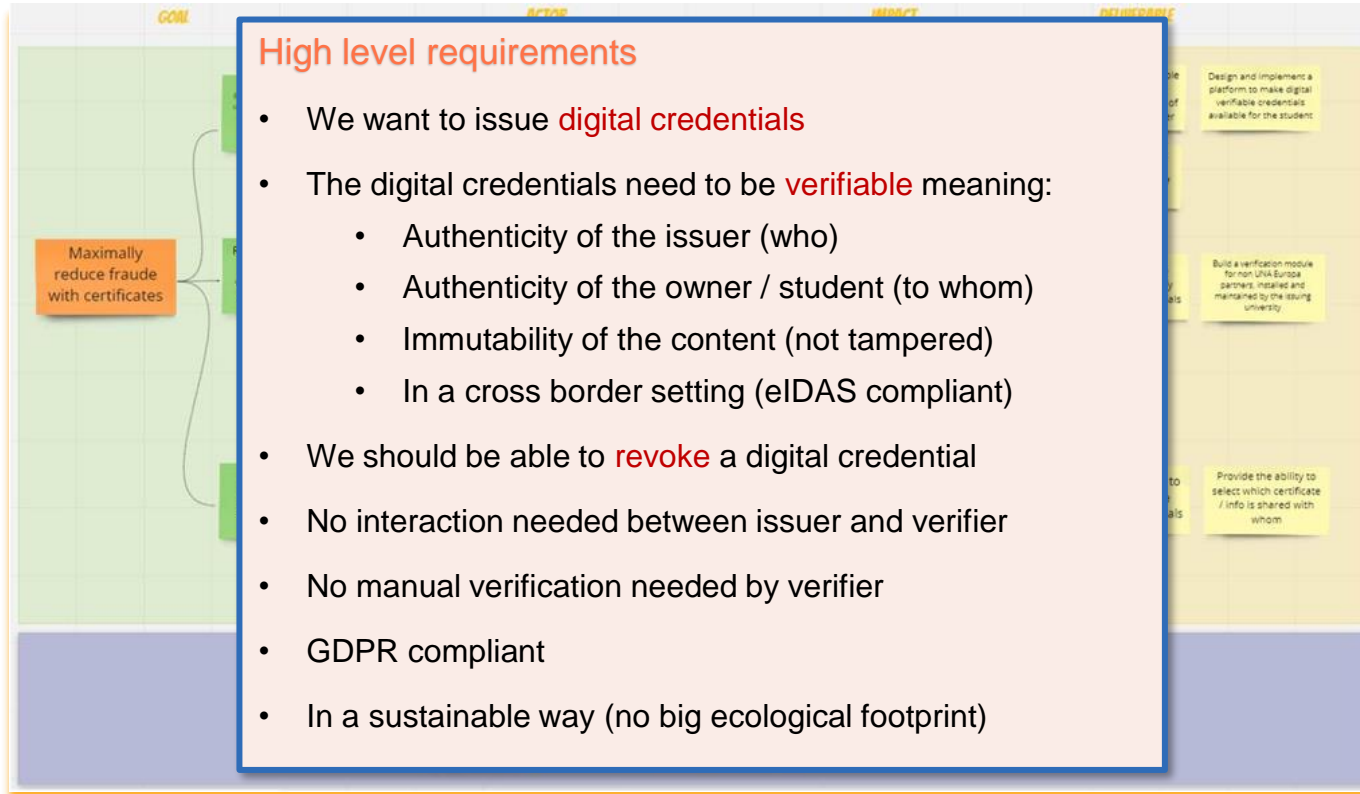 GOAL
ACTOR
IMPACT
DELIVERABLE
High level requirements
• We want to issue digital credentials
• The digital credentials need to be verifiable meaning:
• Authenticity of the issuer (who)
• Authenticity of the owner / student (to whom)
• Immutability of the content (not tampered)
• In a cross border setting (eIDAS compliant)
• We should be able to revoke a digital credential
• No interaction needed between issuer and verifier
• No manual verification needed by verifier
• GDPR compliant
• In a sustainable way (no big ecological footprint)
Maximally
reduce fraude
with certificates
Design and implement a
platform to make digital
verifiable credentials
available for the student
Build a verification module
for non UNA Europa
partners, installed and
maintained by the issuing
university
to
als
Provide the ability to
select which certificate
/ info is shared with
whom